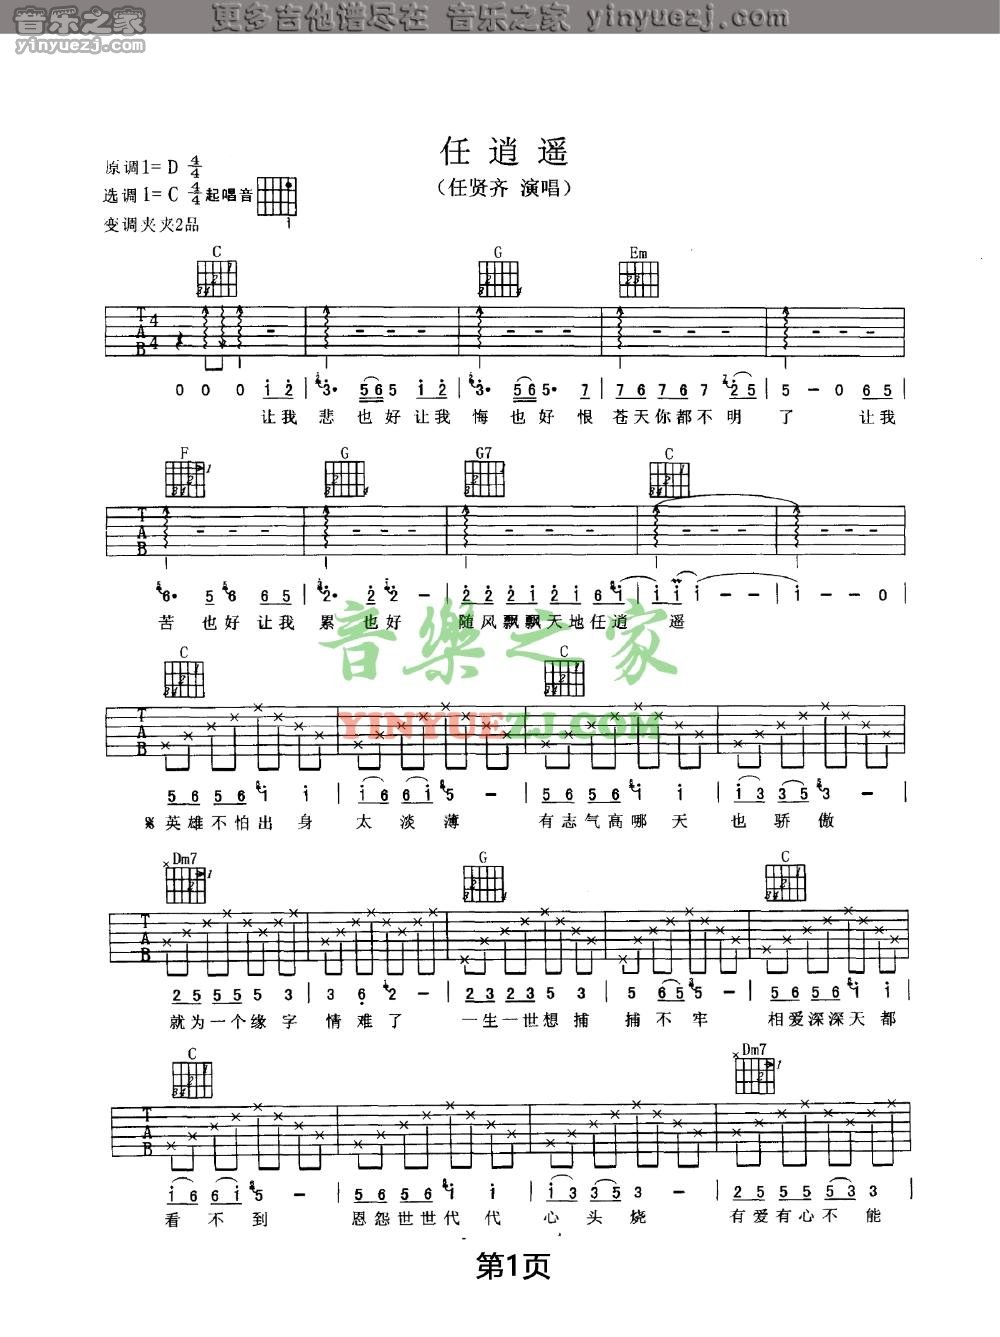 音乐之家
yinyuezj.com
更多吉他谱尽在 音乐之家 yinyuezj.com
任逍遥
(任贤齐 演唱)
原调1=D 4/4
选调1=C 4/4 起唱音
变调夹夹2品
i
C G Em
T A B 4 4
0 0 0 i 2 3· 565 i 2 3· 565· 7 7 6 7 6 7 25 5 - 0 65
让我 悲 也好让我 悔 也好 恨 苍天你都不明 了 让我
F G G7 C
T A B
6· 56 65 2· 2 2 - 2 2 2 i 2 i 6 i i i i i - - i - - 0
苦 也好 让我 累 也好 随风飘飘天地任逍 遥
音樂之家
YINYUEZJ.COM
C C
T A B
5 6 5 6 i i | i 6 6 i 5 - | 5 6 5 6 i i | i 3 3 5 3 - |
※英雄不怕出身 太淡薄 有志气高哪天 也骄傲
Dm7 G C
T A B
2 5 5 5 5 3 | 3 6 2 - | 2 3 2 3 5 3 | 5 6 5 5 - | 5 6 5 6 i i |
就为一个缘字 情难了 一生一世想捕 捕不牢 相爱深深天都
C Dm7
T A B
i 6 6 i 5 - | 5 6 5 6 i i | i 3 3 5 3 - | 2 5 5 5 5 3 3 |
看不到 恩怨世世代代 心头烧 有爱有心不能
第1页